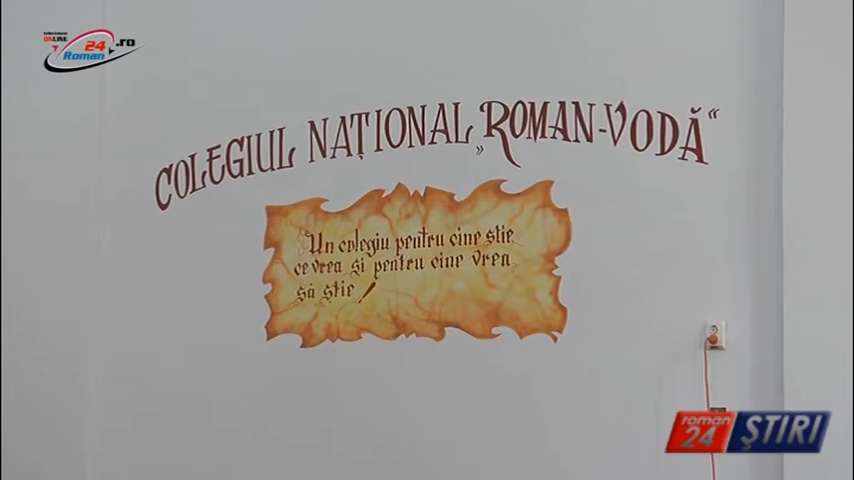 ONLINE
24 .ro
Roman
COLEGIUL NAȚIONAL „ROMAN-VODĂ“
Un colegiu pentru cine știe
ce vrea și pentru cine vrea
să știe !
roman
24 ȘTIRI